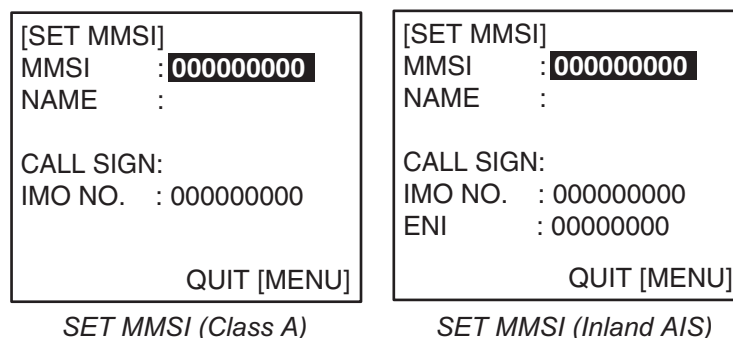 [SET MMSI]
MMSI : 000000000
NAME :
CALL SIGN:
IMO NO. : 000000000
QUIT [MENU]
SET MMSI (Class A)
[SET MMSI]
MMSI : 000000000
NAME :
CALL SIGN:
IMO NO. : 000000000
ENI : 00000000
QUIT [MENU]
SET MMSI (Inland AIS)